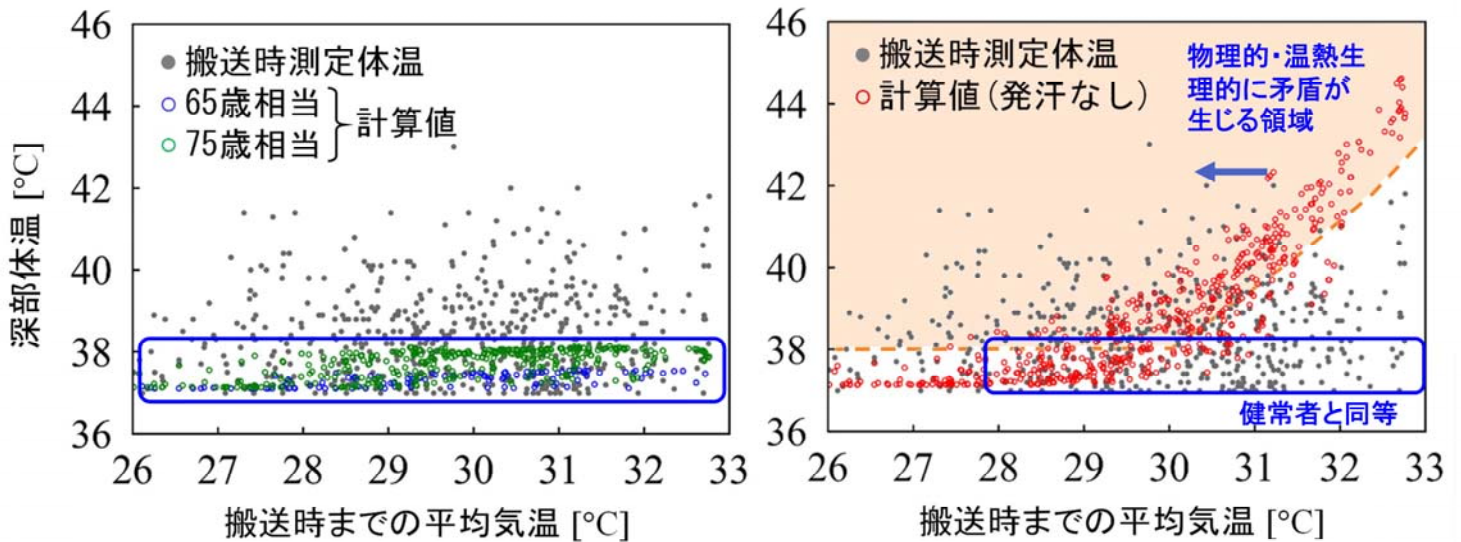 深部体温 [°C]
46
44
42
40
38
36
搬送時測定体温
65歳相当
75歳相当
計算値
26 27 28 29 30 31 32 33
搬送時までの平均気温 [°C]
46
44
42
40
38
36
搬送時測定体温
計算値(発汗なし)
物理的・温熱生
理的に矛盾が
生じる領域
健常者と同等
26 27 28 29 30 31 32 33
搬送時までの平均気温 [°C]